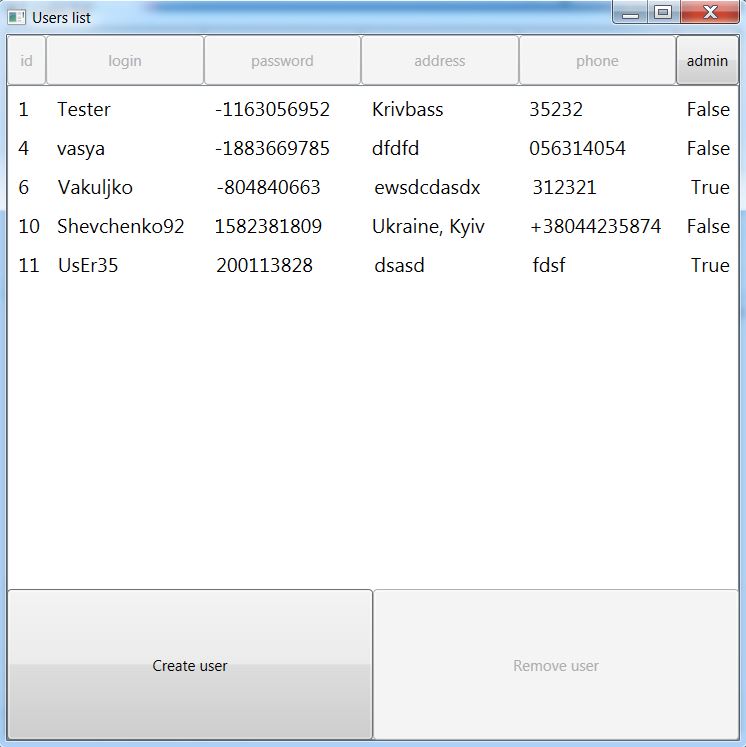 Users list
id login password address phone admin
1 Tester -1163056952 Krivbass 35232 False
4 vasya -1883669785 dfdfd 056314054 False
6 Vakuljko -804840663 ewsdcdasdx 312321 True
10 Shevchenko92 1582381809 Ukraine, Kyiv +38044235874 False
11 UsEr35 200113828 dsasd fdsf True
Create user Remove user